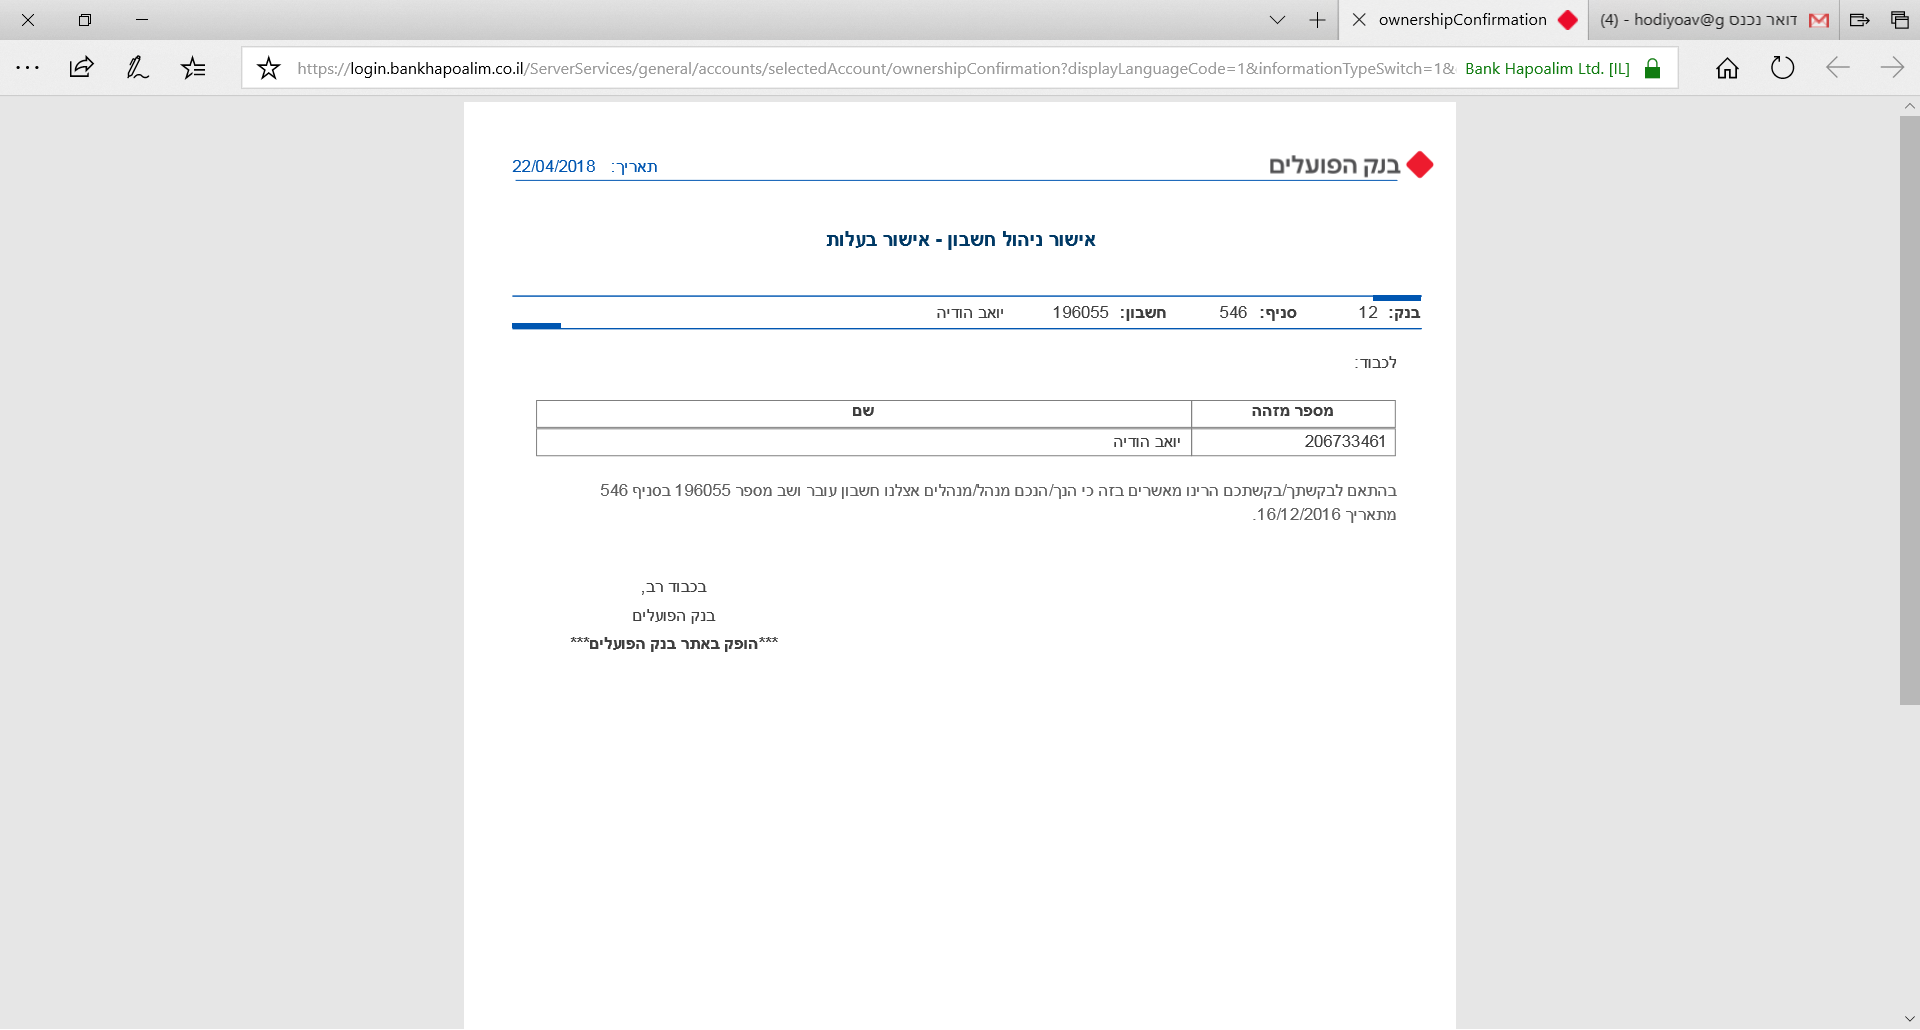 ownershipConfirmation
דואר נכנס (4) - hodiyoav@g
https://login.bankhapoalim.co.il/ServerServices/general/accounts/selectedAccount/ownershipConfirmation?displayLanguageCode=1&informationTypeSwitch=1& Bank Hapoalim Ltd. [IL]
בנק הפועלים
תאריך: 22/04/2018
אישור ניהול חשבון - אישור בעלות
בנק: 12 סניף: 546 חשבון: 196055 יואב הודיה
לכבוד:
מספר מזהה שם
206733461 יואב הודיה
בהתאם לבקשתך/בקשתכם הרינו מאשרים בזה כי הנך/הנכם מנהל/מנהלים אצלנו חשבון עובר ושב מספר 196055 בסניף 546
מתאריך 16/12/2016.
בכבוד רב,
בנק הפועלים
***הופק באתר בנק הפועלים***